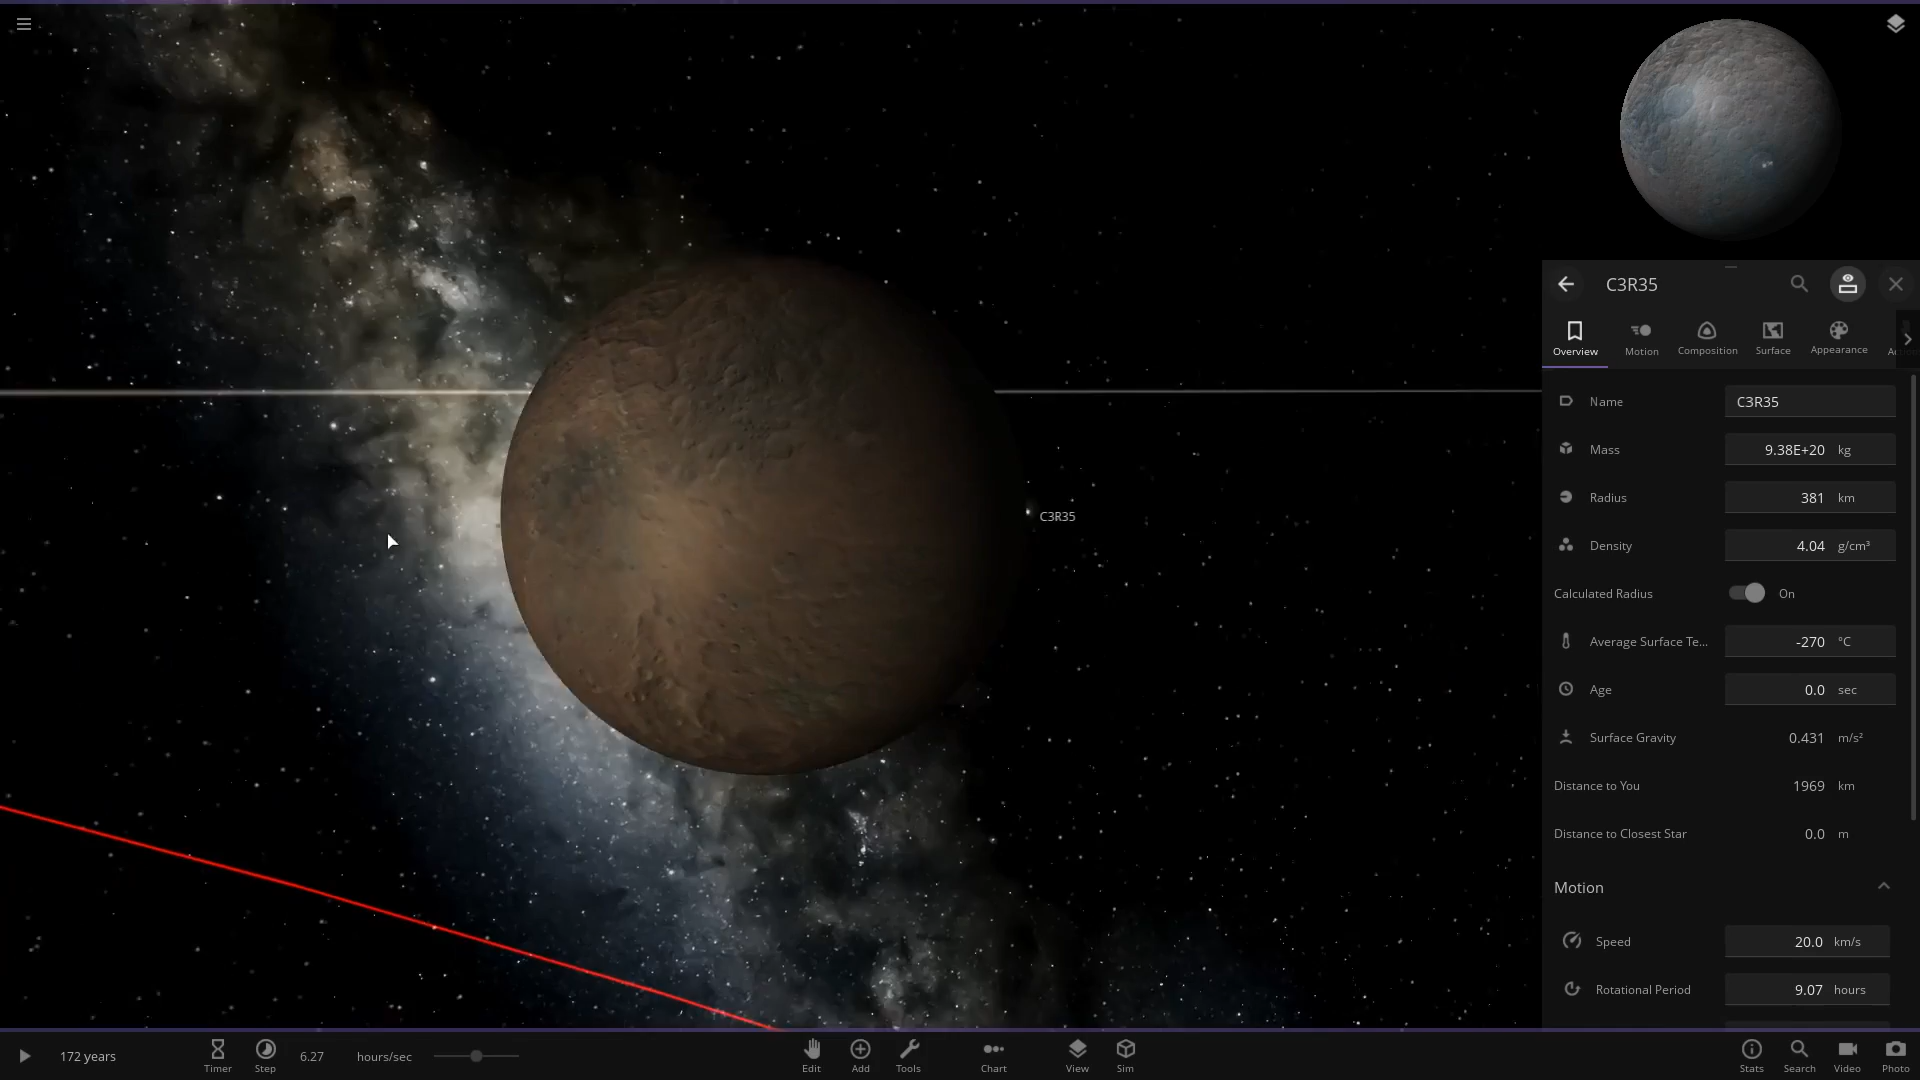 C3R35
Overview
Motion
Composition
Surface
Appearance
Name
C3R35
Mass
9.38E+20 kg
Radius
381 km
Density
4.04 g/cm³
Calculated Radius
On
Average Surface Te...
-270 °C
Age
0.0 sec
Surface Gravity
0.431 m/s²
Distance to You
1969 km
Distance to Closest Star
0.0 m
Motion
Speed
20.0 km/s
Rotational Period
9.07 hours
C3R35
172 years
Timer
Step
6.27 hours/sec
Edit
Add
Tools
Chart
View
Sim
Stats
Search
Video
Photo